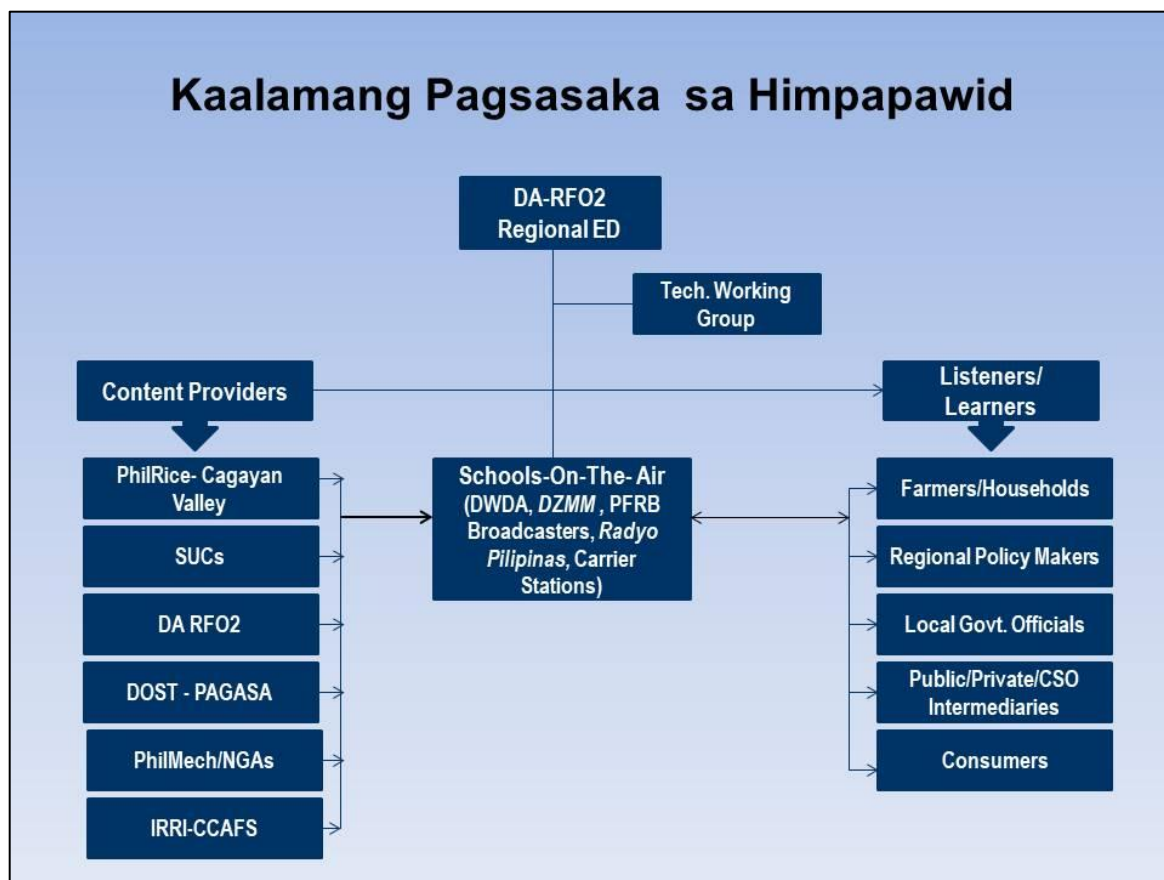 Kaalamang Pagsasaka sa Himpapawid
DA-RFO2
Regional ED
Tech. Working
Group
Content Providers
Listeners/
Learners
PhilRice- Cagayan
Valley
SUCs
DA RFO2
DOST - PAGASA
PhilMech/NGAs
IRRI-CCAFS
Schools-On-The- Air
(DWDA, DZMM , PFRB
Broadcasters, Radyo
Pilipinas, Carrier
Stations)
Farmers/Households
Regional Policy Makers
Local Govt. Officials
Public/Private/CSO
Intermediaries
Consumers